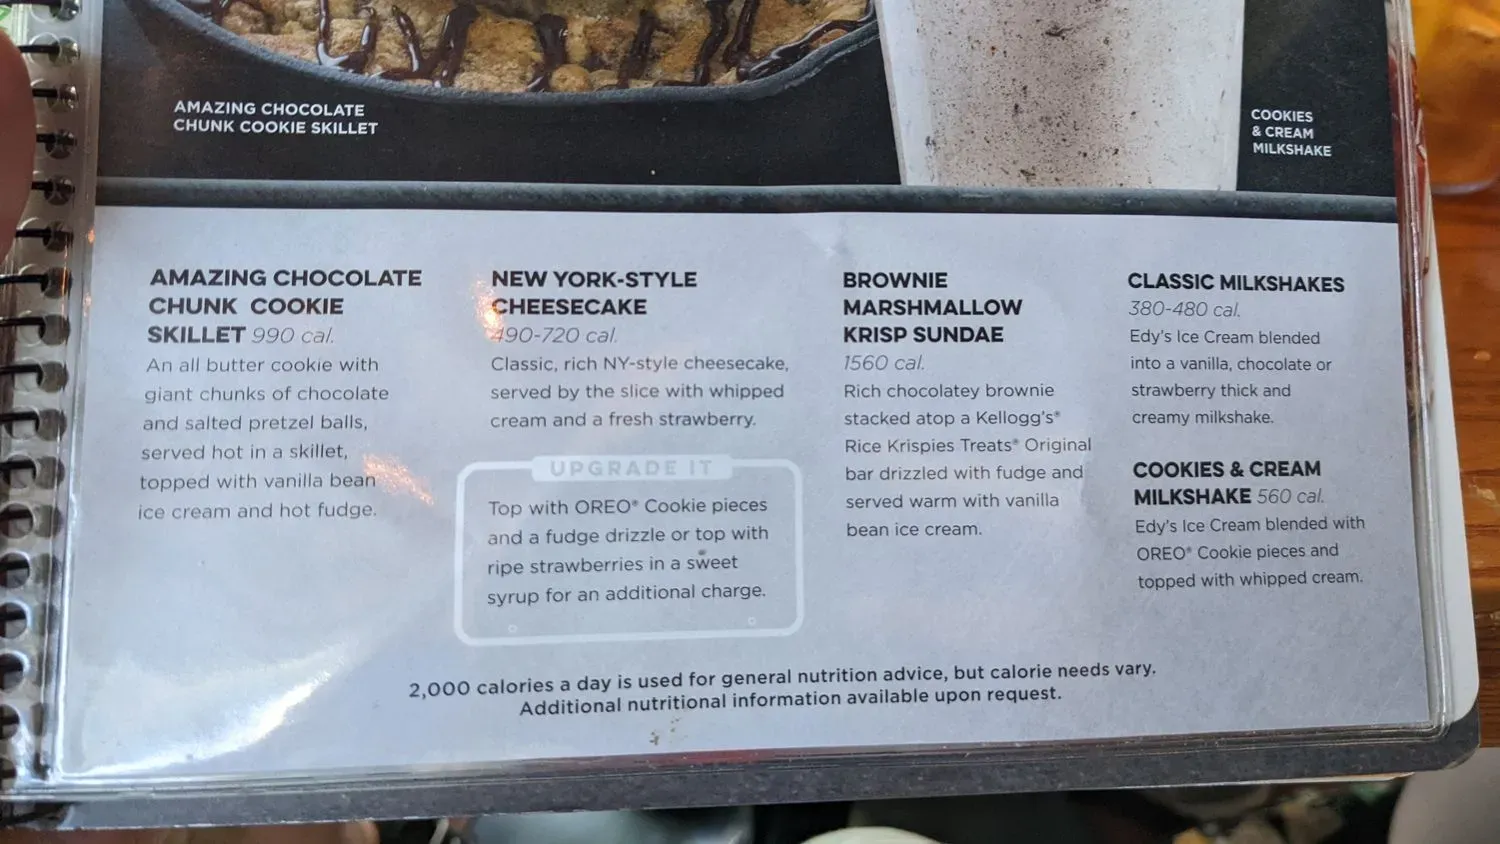 AMAZING CHOCOLATE
CHUNK COOKIE SKILLET
COOKIES
& CREAM
MILKSHAKE
AMAZING CHOCOLATE
CHUNK COOKIE
SKILLET 990 cal.
An all butter cookie with
giant chunks of chocolate
and salted pretzel balls,
served hot in a skillet,
topped with vanilla bean
ice cream and hot fudge.
NEW YORK-STYLE
CHEESECAKE
490-720 cal.
Classic, rich NY-style cheesecake,
served by the slice with whipped
cream and a fresh strawberry.
UPGRADE IT
Top with OREO® Cookie pieces
and a fudge drizzle or top with
ripe strawberries in a sweet
syrup for an additional charge.
BROWNIE
MARSHMALLOW
KRISP SUNDAE
1560 cal.
Rich chocolatey brownie
stacked atop a Kellogg's®
Rice Krispies Treats® Original
bar drizzled with fudge and
served warm with vanilla
bean ice cream.
CLASSIC MILKSHAKES
380-480 cal.
Edy's Ice Cream blended
into a vanilla, chocolate or
strawberry thick and
creamy milkshake.
COOKIES & CREAM
MILKSHAKE 560 cal.
Edy's Ice Cream blended with
OREO® Cookie pieces and
topped with whipped cream.
2,000 calories a day is used for general nutrition advice, but calorie needs vary.
Additional nutritional information available upon request.